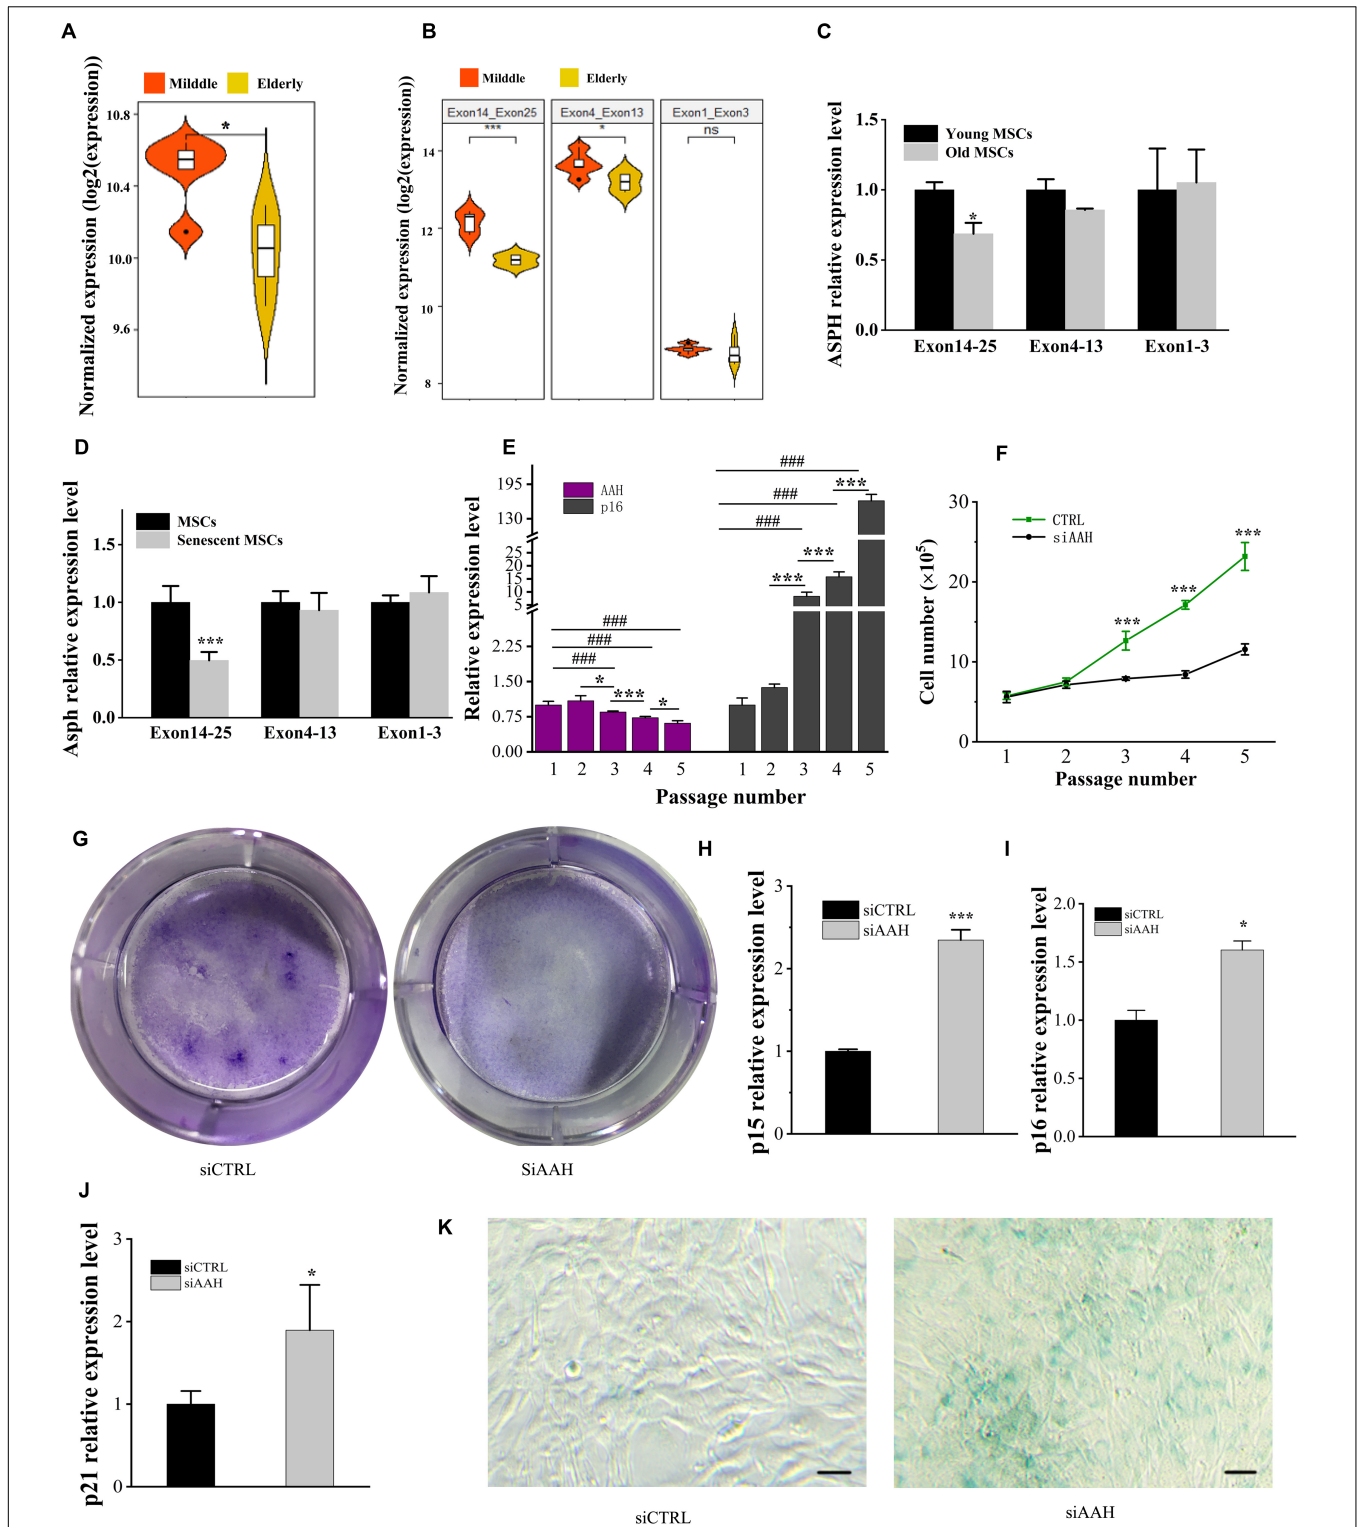 A
Milddle
Elderly
Normalized expression (log2(expression))
10.8
10.4
10.0
9.6
*
B
Milddle
Elderly
Normalized expression (log2(expression))
Exon14_Exon25
Exon4_Exon13
Exon1_Exon3
***
*
ns
14
12
10
8
C
ASPH relative expression level
Young MSCs
Old MSCs
1.5
1.0
0.5
0.0
*
Exon14-25
Exon4-13
Exon1-3
D
Asph relative expression level
MSCs
Senescent MSCs
1.5
1.0
0.5
0.0
***
Exon14-25
Exon4-13
Exon1-3
E
Relative expression level
AAH
p16
195
130
25
20
15
10
5
2.25
1.50
0.75
0.00
###
###
###
*
***
*
###
###
###
***
***
***
1 2 3 4 5
1 2 3 4 5
Passage number
F
Cell number (×10⁵)
CTRL
siAAH
30
20
10
0
***
***
***
1 2 3 4 5
Passage number
G
siCTRL
SiAAH
H
p15 relative expression level
siCTRL
siAAH
3
2
1
0
***
I
p16 relative expression level
siCTRL
siAAH
2.0
1.5
1.0
0.5
0.0
*
J
p21 relative expression level
siCTRL
siAAH
3
2
1
0
*
K
siCTRL
siAAH